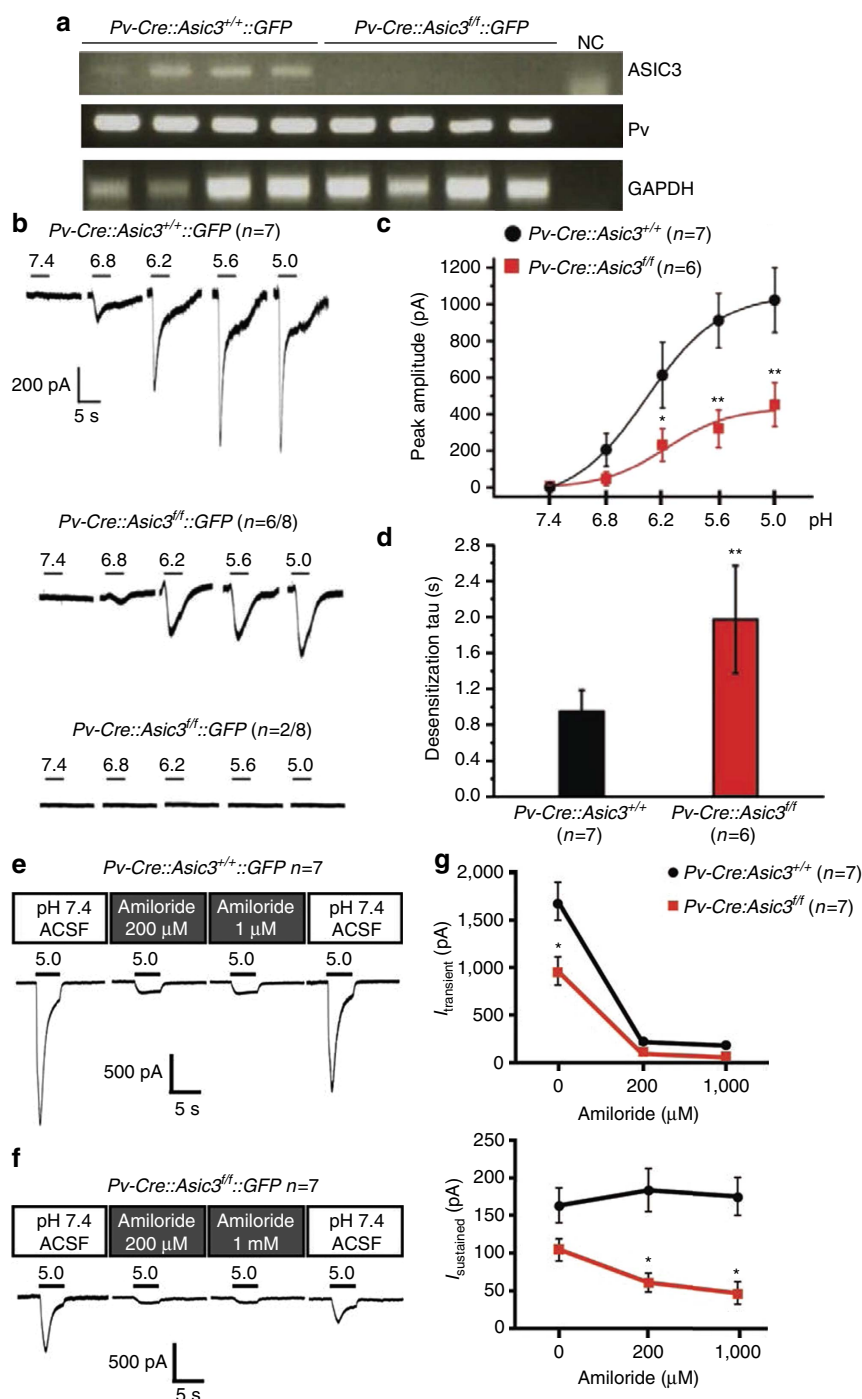 a
Pv-Cre::Asic3+/+::GFP Pv-Cre::Asic3f/f::GFP
NC
ASIC3
Pv
GAPDH
b
Pv-Cre::Asic3+/+::GFP (n=7)
7.4 6.8 6.2 5.6 5.0
200 pA
5 s
Pv-Cre::Asic3f/f::GFP (n=6/8)
7.4 6.8 6.2 5.6 5.0
Pv-Cre::Asic3f/f::GFP (n=2/8)
7.4 6.8 6.2 5.6 5.0
c
Pv-Cre::Asic3+/+ (n=7)
Pv-Cre::Asic3f/f (n=6)
Peak amplitude (pA)
1200
1000
800
600
400
200
0
* ** **
7.4 6.8 6.2 5.6 5.0 pH
d
Desensitization tau (s)
2.8
2.4
2.0
1.6
1.2
0.8
0.4
0.0
**
Pv-Cre::Asic3+/+ Pv-Cre::Asic3f/f
(n=7) (n=6)
e
Pv-Cre::Asic3+/+::GFP n=7
pH 7.4 Amiloride Amiloride pH 7.4
ACSF 200 μM 1 μM ACSF
5.0 5.0 5.0 5.0
500 pA
5 s
f
Pv-Cre::Asic3f/f::GFP n=7
pH 7.4 Amiloride Amiloride pH 7.4
ACSF 200 μM 1 mM ACSF
5.0 5.0 5.0 5.0
500 pA
5 s
g
Pv-Cre:Asic3+/+ (n=7)
Pv-Cre:Asic3f/f (n=7)
Itransient (pA)
2,000
1,500
1,000
500
0
*
0 200 1,000
Amiloride (μM)
Isustained (pA)
250
200
150
100
50
0
* *
0 200 1,000
Amiloride (μM)